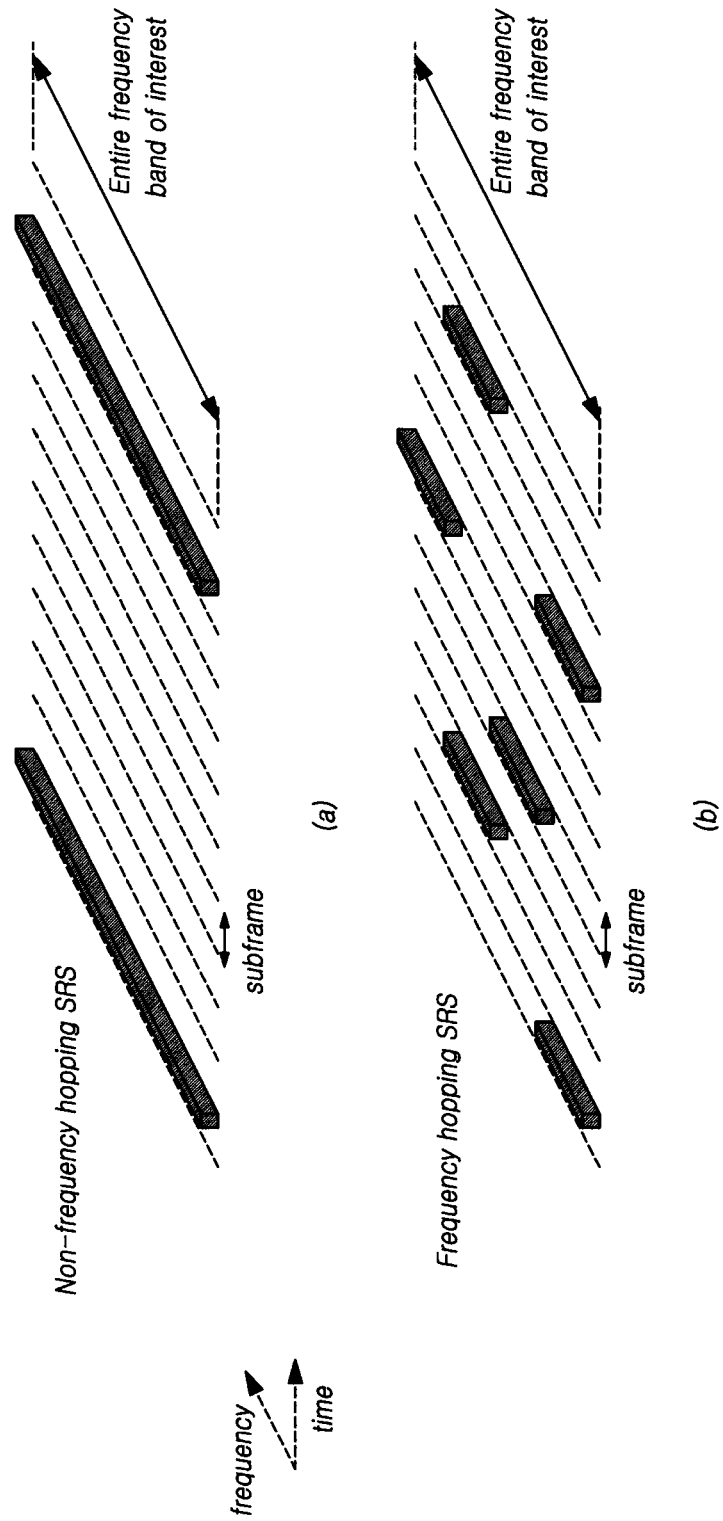 Non-frequency hopping SRS
Entire frequency
band of interest
subframe
(a)
frequency
time
Frequency hopping SRS
Entire frequency
band of interest
subframe
(b)